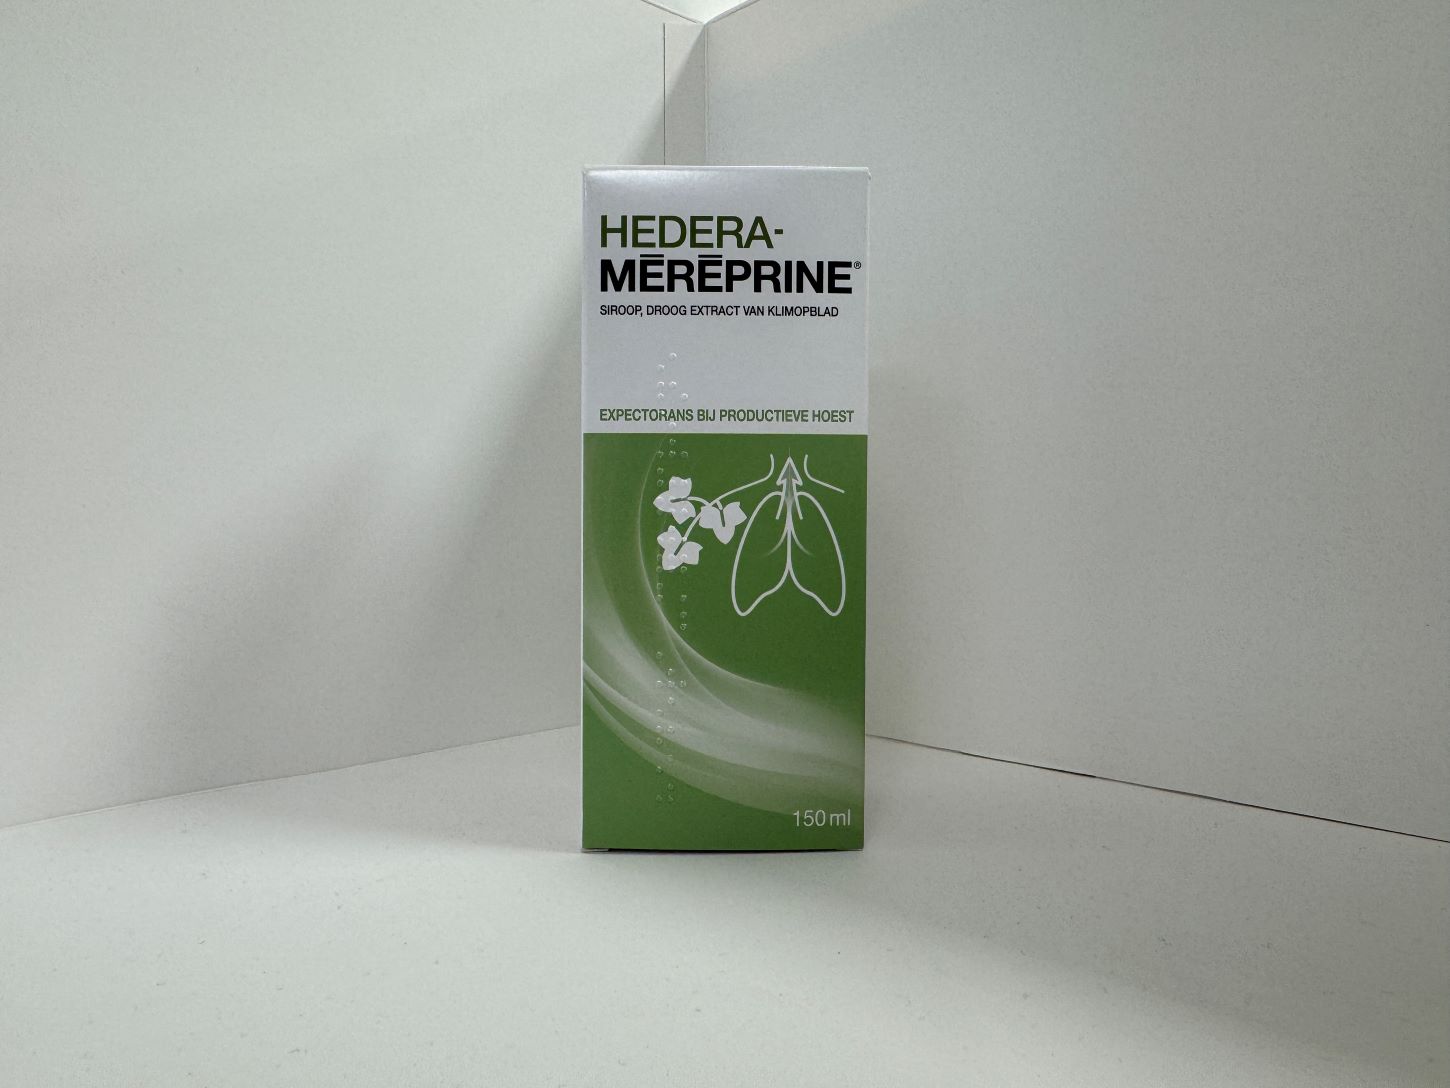 HEDERA-
MĒRĒPRINE®
SIROOP, DROOG EXTRACT VAN KLIMOPBLAD
EXPECTORANS BIJ PRODUCTIEVE HOEST
150 ml